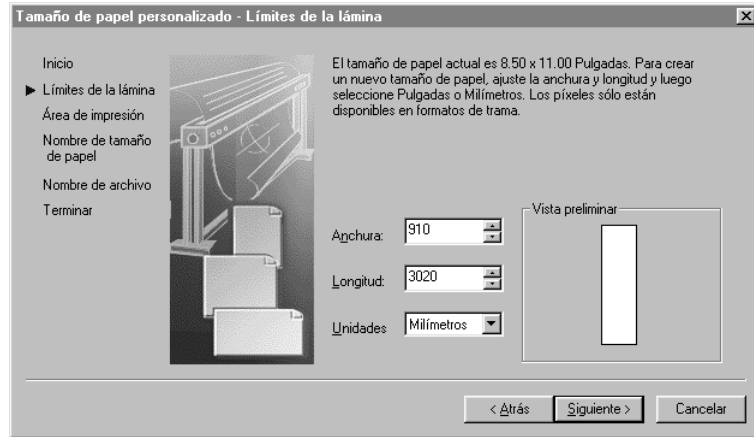 Tamaño de papel personalizado - Límites de la lámina
Inicio
Límites de la lámina
Área de impresión
Nombre de tamaño
de papel
Nombre de archivo
Terminar
El tamaño de papel actual es 8.50 x 11.00 Pulgadas. Para crear
un nuevo tamaño de papel, ajuste la anchura y longitud y luego
seleccione Pulgadas o Milímetros. Los píxeles sólo están
disponibles en formatos de trama.
Anchura: 910
Longitud: 3020
Unidades Milímetros
Vista preliminar
< Atrás Siguiente > Cancelar